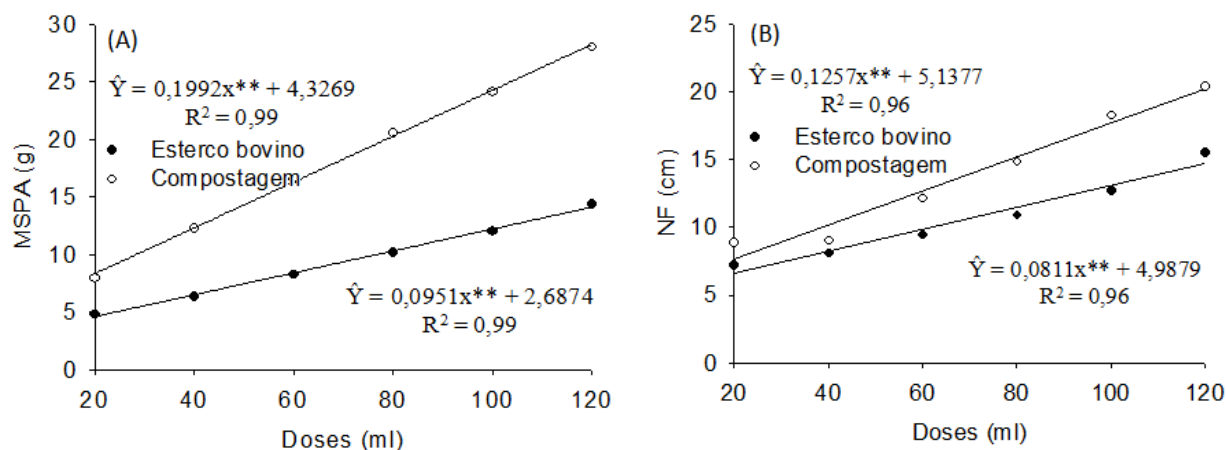 (A)
Ŷ = 0,1992x** + 4,3269
R² = 0,99
Esterco bovino
Compostagem
Ŷ = 0,0951x** + 2,6874
R² = 0,99
MSPA (g)
30
25
20
15
10
5
0
20 40 60 80 100 120
Doses (ml)
(B)
Ŷ = 0,1257x** + 5,1377
R² = 0,96
Esterco bovino
Compostagem
Ŷ = 0,0811x** + 4,9879
R² = 0,96
NF (cm)
25
20
15
10
5
0
20 40 60 80 100 120
Doses (ml)